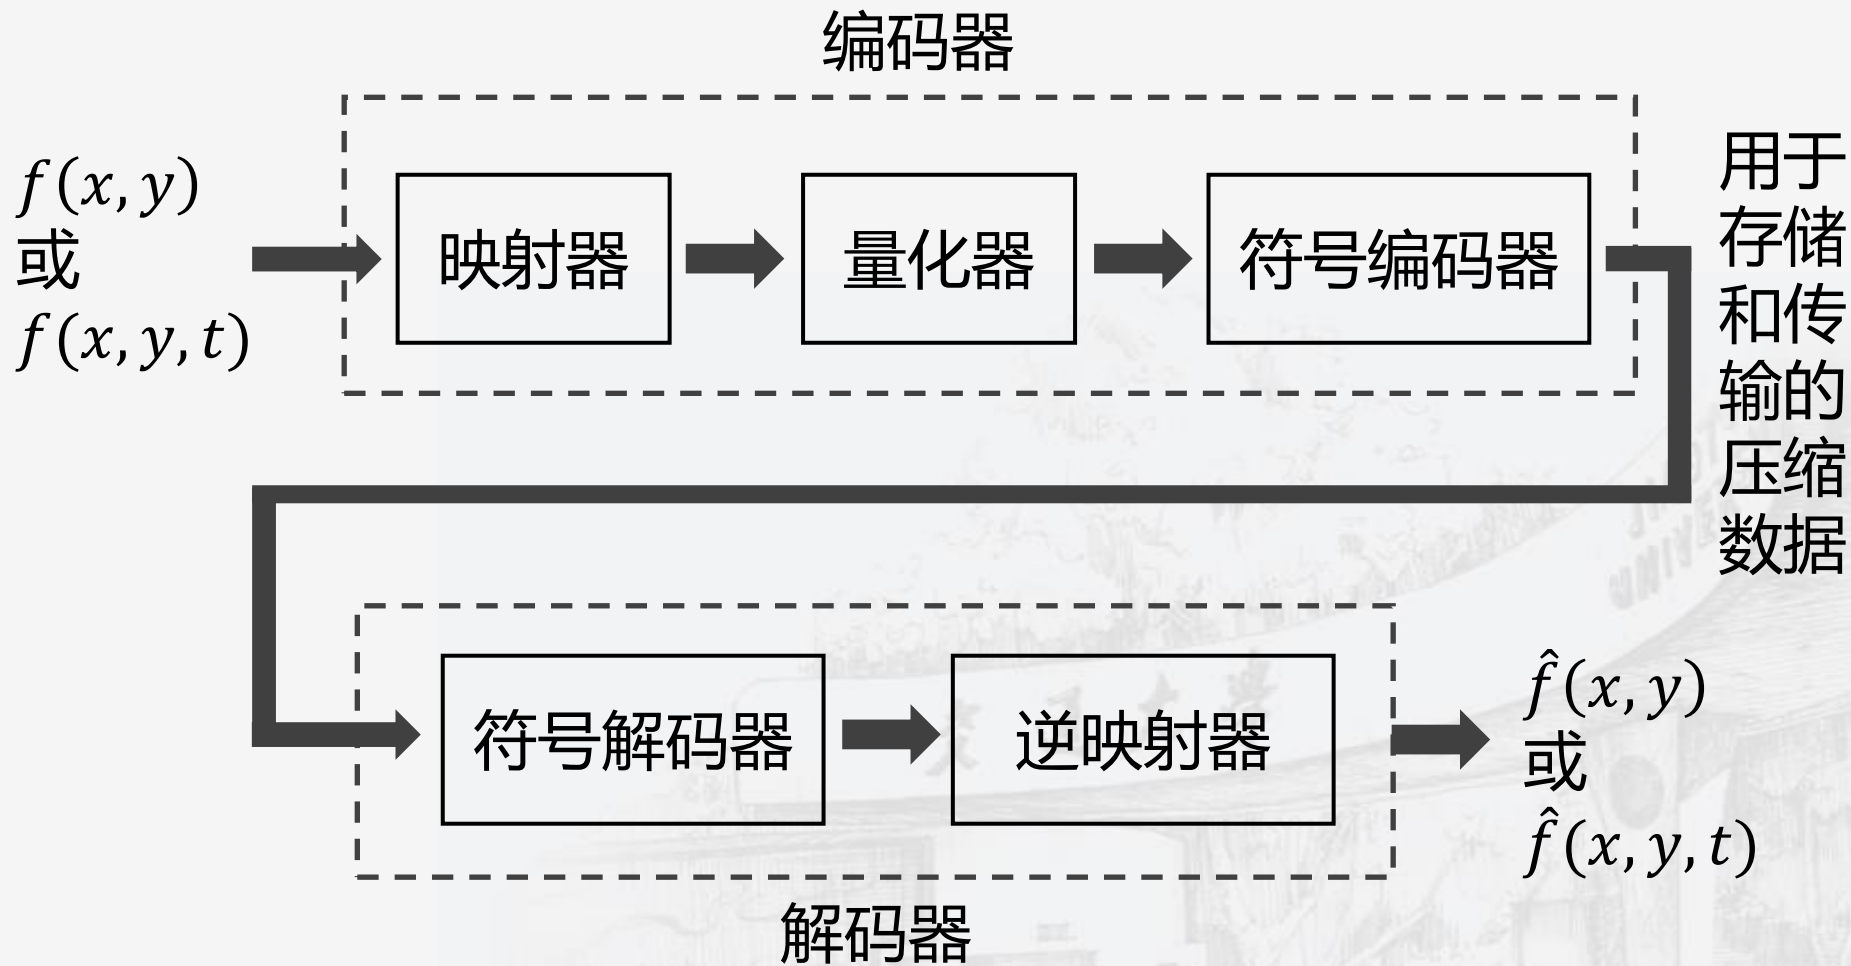 编码器
f(x, y)
或
f(x, y, t)
映射器
量化器
符号编码器
用于
存储
和传
输的
压缩
数据
符号解码器
逆映射器
f̂(x, y)
或
f̂(x, y, t)
解码器